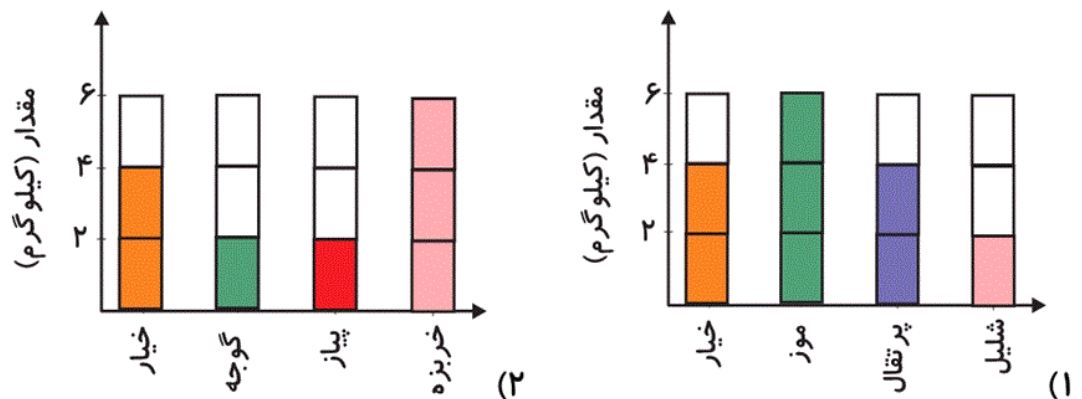 مقدار (کیلوگرم)
۶
۴
۲
خیار
موز
پرتقال
شلیل
۱)
مقدار (کیلوگرم)
۶
۴
۲
خیار
گوجه
پیاز
خربزه
۲)